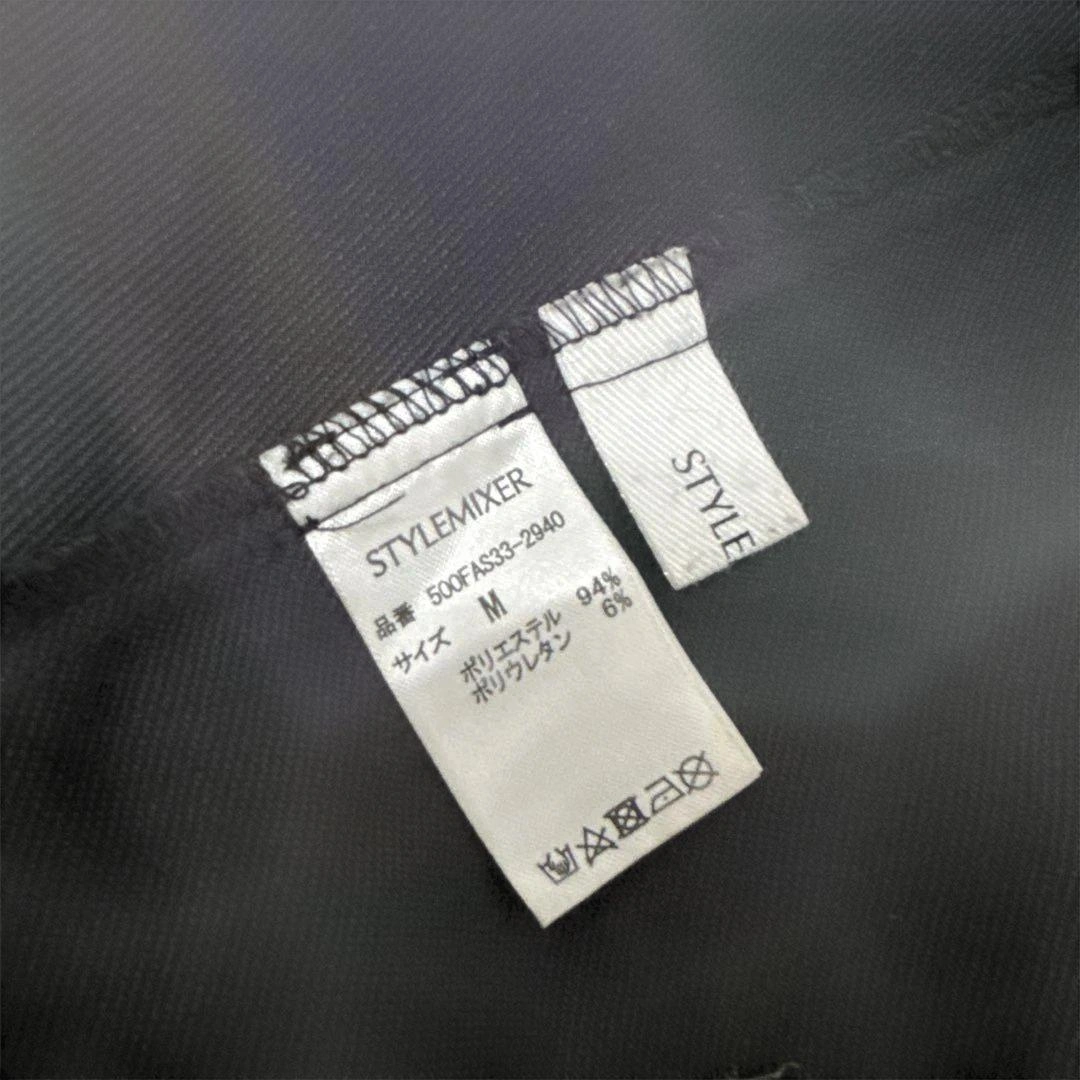 STYLEMIXER
品番 500FAS33-2940
サイズ M
ポリエステル 94%
ポリウレタン 6%
STYLE